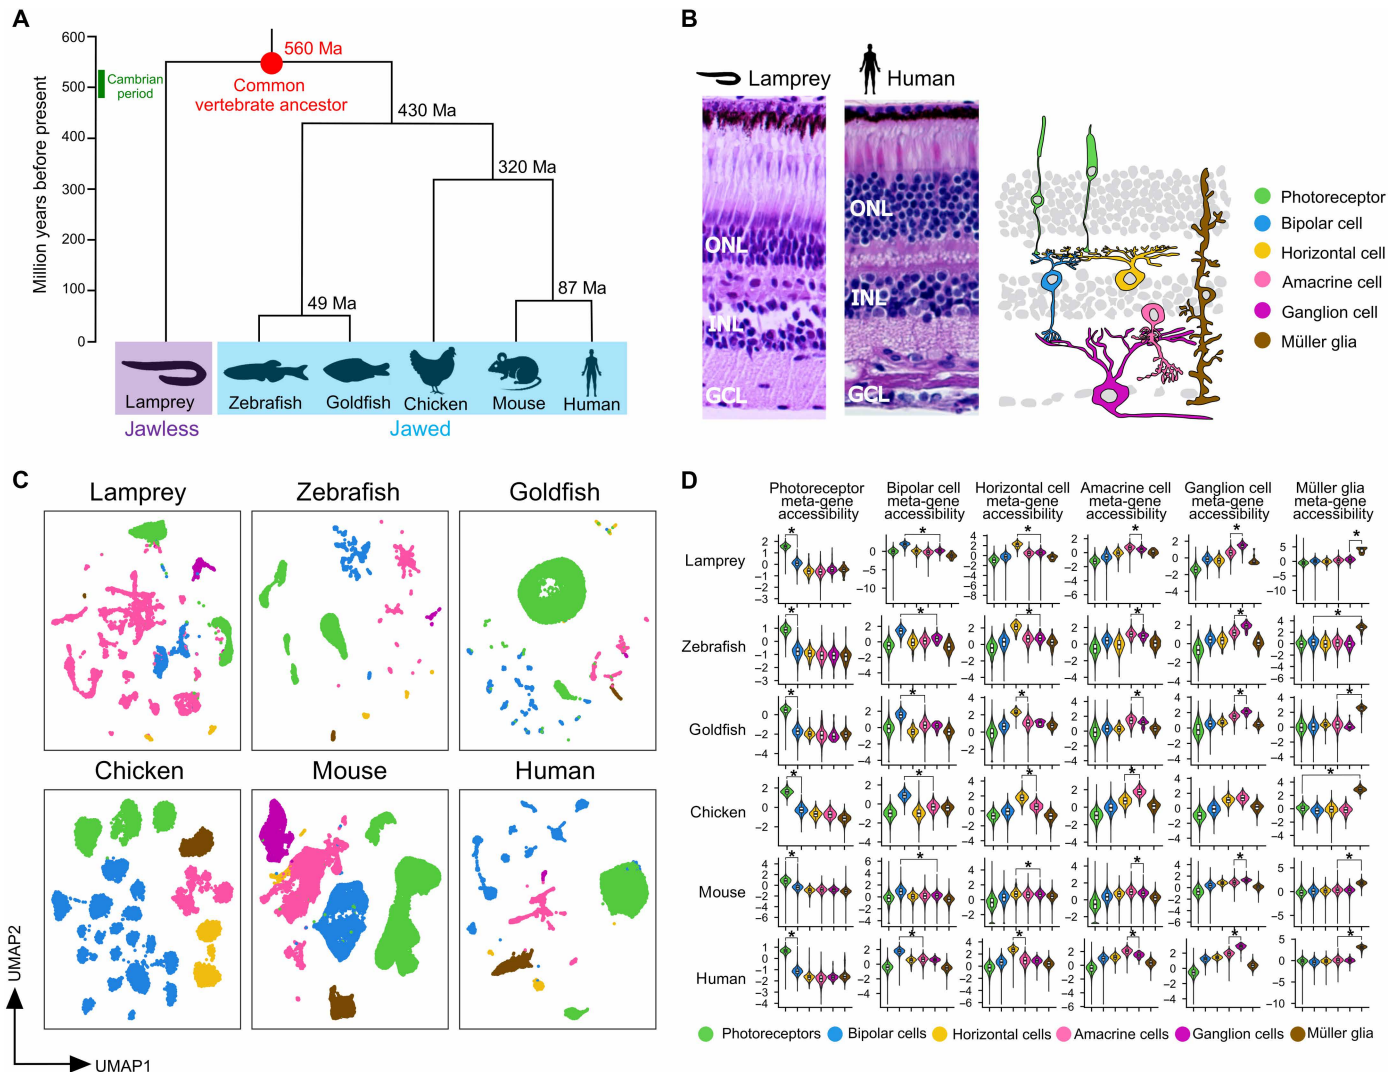 A
600
500
400
300
200
100
0
Million years before present
Cambrian
period
560 Ma
Common
vertebrate ancestor
430 Ma
320 Ma
49 Ma
87 Ma
Lamprey
Zebrafish
Goldfish
Chicken
Mouse
Human
Jawless
Jawed
B
Lamprey
Human
ONL
INL
GCL
ONL
INL
GCL
Photoreceptor
Bipolar cell
Horizontal cell
Amacrine cell
Ganglion cell
Müller glia
C
Lamprey
Zebrafish
Goldfish
Chicken
Mouse
Human
UMAP2
UMAP1
D
Photoreceptor
meta-gene
accessibility
Bipolar cell
meta-gene
accessibility
Horizontal cell
meta-gene
accessibility
Amacrine cell
meta-gene
accessibility
Ganglion cell
meta-gene
accessibility
Müller glia
meta-gene
accessibility
Lamprey
Zebrafish
Goldfish
Chicken
Mouse
Human
Photoreceptors
Bipolar cells
Horizontal cells
Amacrine cells
Ganglion cells
Müller glia